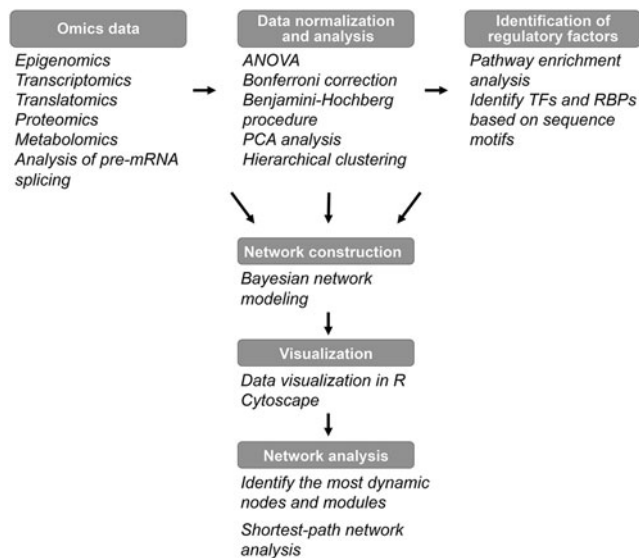 Omics data
Epigenomics
Transcriptomics
Translatomics
Proteomics
Metabolomics
Analysis of pre-mRNA
splicing
Data normalization
and analysis
ANOVA
Bonferroni correction
Benjamini-Hochberg
procedure
PCA analysis
Hierarchical clustering
Identification of
regulatory factors
Pathway enrichment
analysis
Identify TFs and RBPs
based on sequence
motifs
Network construction
Bayesian network
modeling
Visualization
Data visualization in R
Cytoscape
Network analysis
Identify the most dynamic
nodes and modules
Shortest-path network
analysis